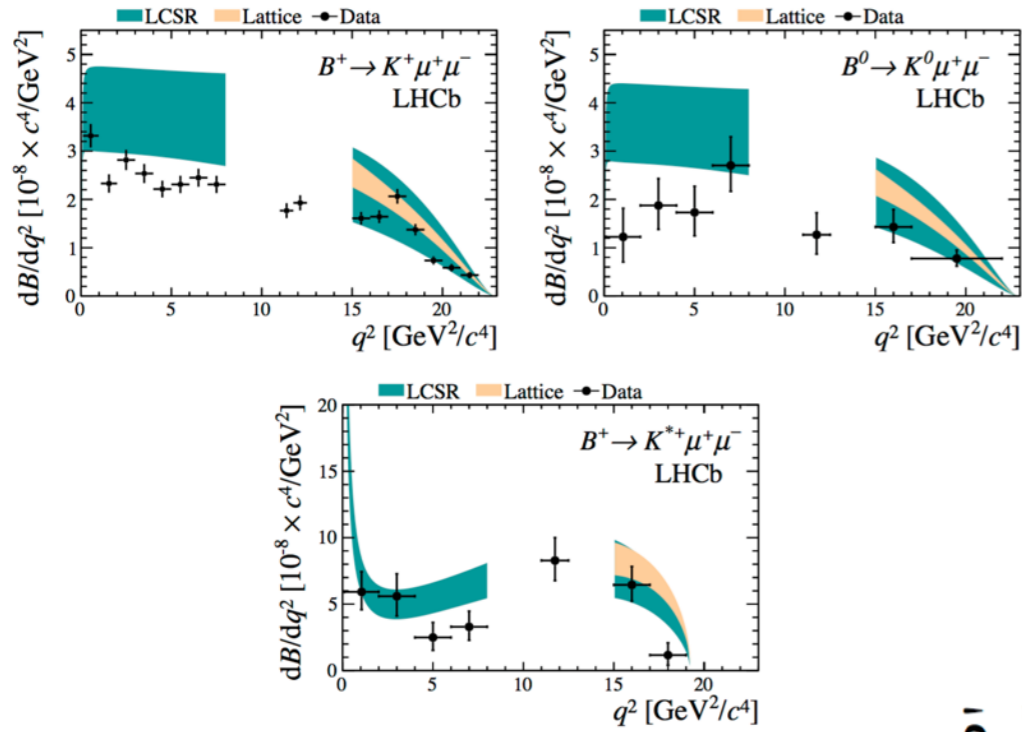 LCSR Lattice Data
dB/dq² [10⁻⁸ × c⁴/GeV²]
5
4
3
2
1
0
B⁺→ K⁺μ⁺μ⁻
LHCb
0 5 10 15 20
q² [GeV²/c⁴]
LCSR Lattice Data
dB/dq² [10⁻⁸ × c⁴/GeV²]
5
4
3
2
1
0
B⁰→ K⁰μ⁺μ⁻
LHCb
0 5 10 15 20
q² [GeV²/c⁴]
LCSR Lattice Data
dB/dq² [10⁻⁸ × c⁴/GeV²]
20
15
10
5
0
B⁺→ K*⁺μ⁺μ⁻
LHCb
0 5 10 15 20
q² [GeV²/c⁴]